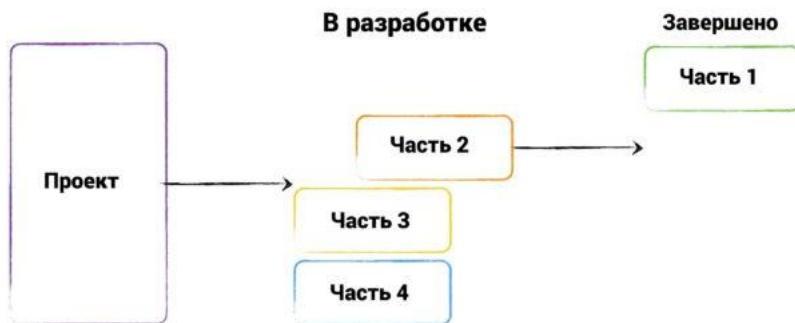 В разработке
Завершено
Часть 1
Часть 2
Проект
Часть 3
Часть 4